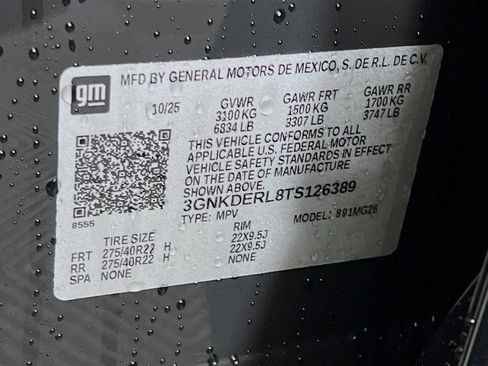 gm
MFD BY GENERAL MOTORS DE MEXICO, S. DE R.L. DE C.V.
10/25 GVWR GAWR FRT GAWR RR
3100 KG 1500 KG 1700 KG
6834 LB 3307 LB 3747 LB
THIS VEHICLE CONFORMS TO ALL
APPLICABLE U.S. FEDERAL MOTOR
VEHICLE SAFETY STANDARDS IN EFFECT
ON THE DATE OF MANUFACTURE
SHOWN ABOVE.
3GNKDERL8TS126389
8555 TYPE: MPV MODEL: 891MG26
TIRE SIZE RIM
FRT 275/40R22 H 22X9.5J
RR 275/40R22 H 22X9.5J
SPA NONE NONE